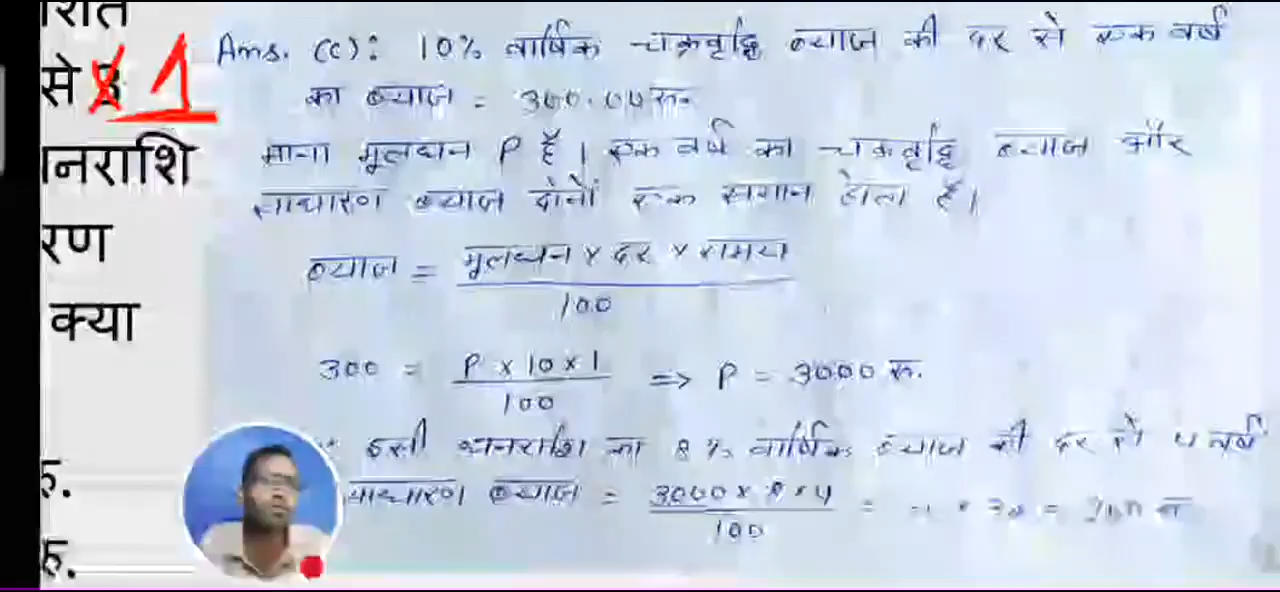 से 8 1
नराशि
रण
क्या
रु.
रु.
Ans. (c): 10% वार्षिक चक्रवृद्धि ब्याज की दर से एक वर्ष
का ब्याज = 300.00 रू.
माना मूलधन P है। एक वर्ष का चक्रवृद्धि ब्याज और
साधारण ब्याज दोनों एक समान होता है।
ब्याज = मूलधन × दर × समय
100
300 = P × 10 × 1 ⇒ P = 3000 रू.
100
इसी धनराशि का 8% वार्षिक ब्याज की दर से 4 वर्ष
साधारण ब्याज = 3000 × 8 × 4 =
100